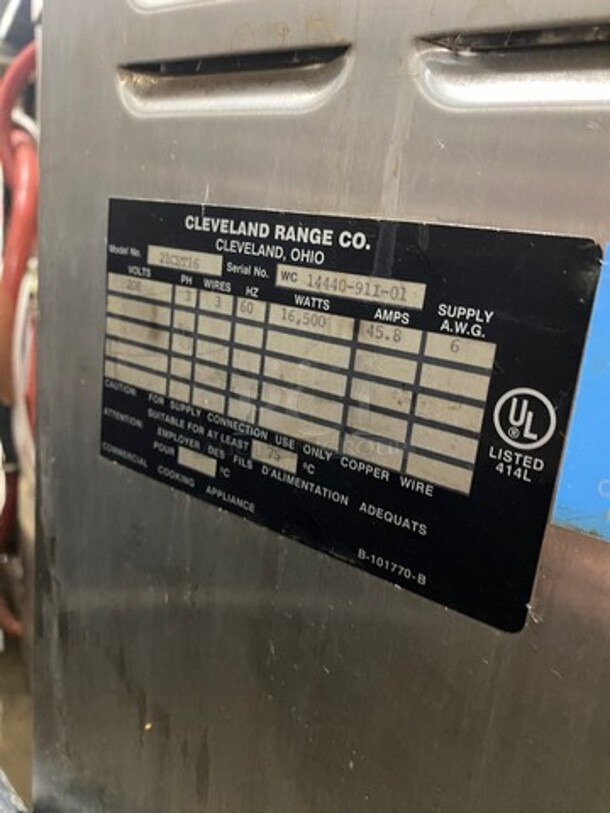 CLEVELAND RANGE CO.
CLEVELAND, OHIO
Model No. 21CET16 Serial No. WC 14440-91I-01
VOLTS PH WIRES HZ WATTS AMPS SUPPLY A.W.G.
208 3 3 60 16,500 45.8 6
CAUTION: FOR SUPPLY CONNECTION USE ONLY COPPER WIRE
SUITABLE FOR AT LEAST 75 °C
ATTENTION: EMPLOYER DES FILS D'ALIMENTATION ADEQUATS
POUR °C
COMMERCIAL COOKING APPLIANCE
B-101770-B
UL
®
LISTED
414L